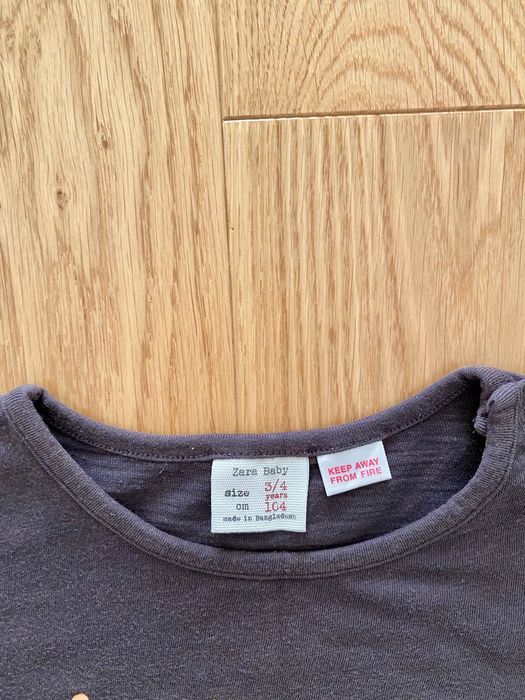 Zara Baby
size 3/4
years
cm 104
made in Bangladesh
KEEP AWAY
FROM FIRE